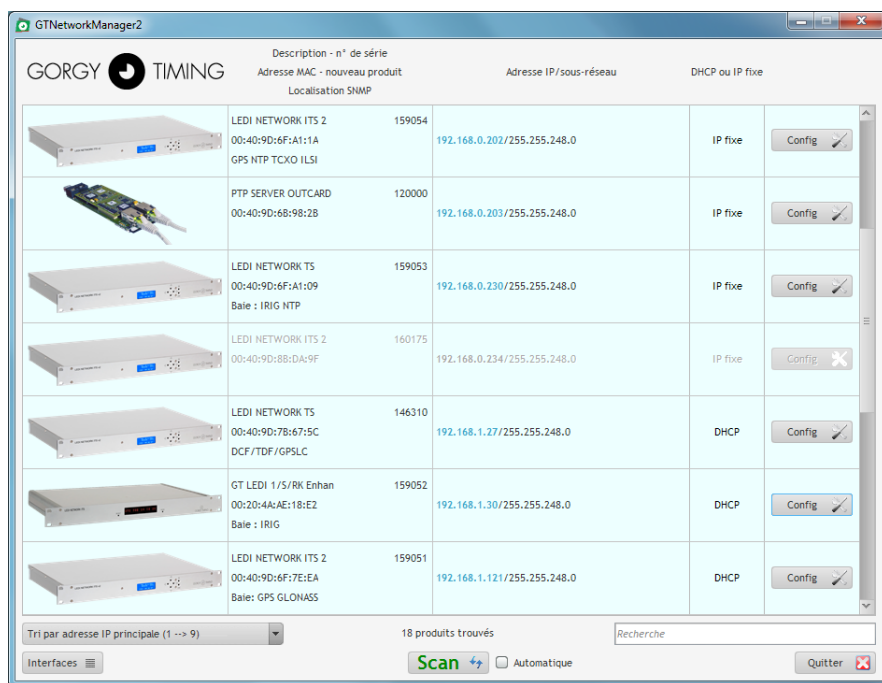 GTNetworkManager2
GORGY TIMING
Description - n° de série
Adresse MAC - nouveau produit
Localisation SNMP
Adresse IP/sous-réseau
DHCP ou IP fixe
LEDI NETWORK ITS 2 159054
00:40:9D:6F:A1:1A
GPS NTP TCXO ILSI
192.168.0.202/255.255.248.0
IP fixe
Config
PTP SERVER OUTCARD 120000
00:40:9D:6B:98:2B
192.168.0.203/255.255.248.0
IP fixe
Config
LEDI NETWORK TS 159053
00:40:9D:6F:A1:09
Baie : IRIG NTP
192.168.0.230/255.255.248.0
IP fixe
Config
LEDI NETWORK ITS 2 160175
00:40:9D:8B:DA:9F
192.168.0.234/255.255.248.0
IP fixe
Config
LEDI NETWORK TS 146310
00:40:9D:7B:67:5C
DCF/TDF/GPSLC
192.168.1.27/255.255.248.0
DHCP
Config
GT LEDI 1/S/RK Enhan 159052
00:20:4A:AE:18:E2
Baie : IRIG
192.168.1.30/255.255.248.0
DHCP
Config
LEDI NETWORK ITS 2 159051
00:40:9D:6F:7E:EA
Baie: GPS GLONASS
192.168.1.121/255.255.248.0
DHCP
Config
Tri par adresse IP principale (1 --> 9)
18 produits trouvés
Recherche
Interfaces
Scan
Automatique
Quitter